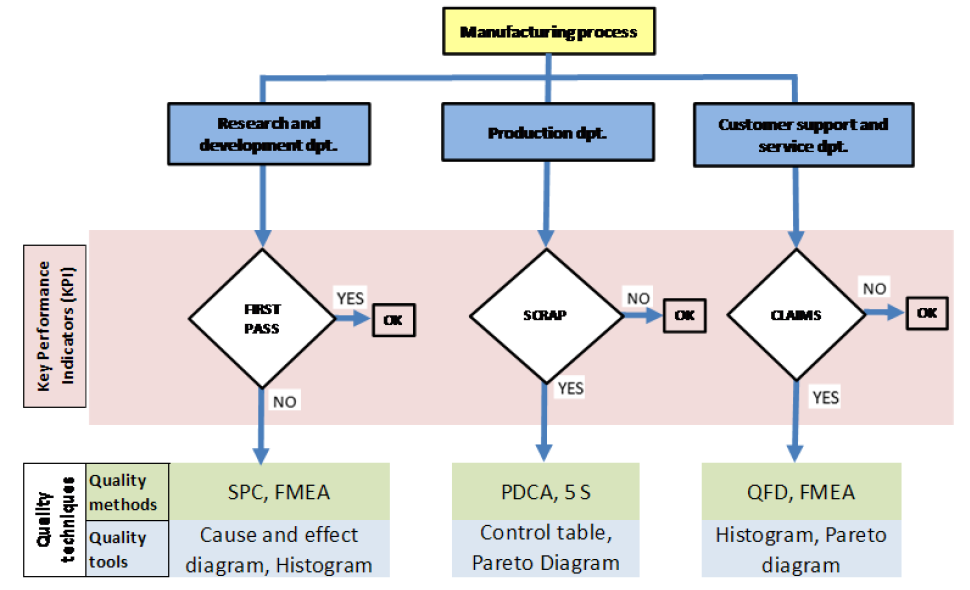 Manufacturing process
Research and
development dpt.
Production dpt.
Customer support and
service dpt.
Key Performance
Indicators (KPI)
FIRST
PASS
YES
OK
NO
SCRAP
NO
OK
YES
CLAIMS
NO
OK
YES
Quality
techniques
Quality
methods
SPC, FMEA
PDCA, 5 S
QFD, FMEA
Quality
tools
Cause and effect
diagram, Histogram
Control table,
Pareto Diagram
Histogram, Pareto
diagram